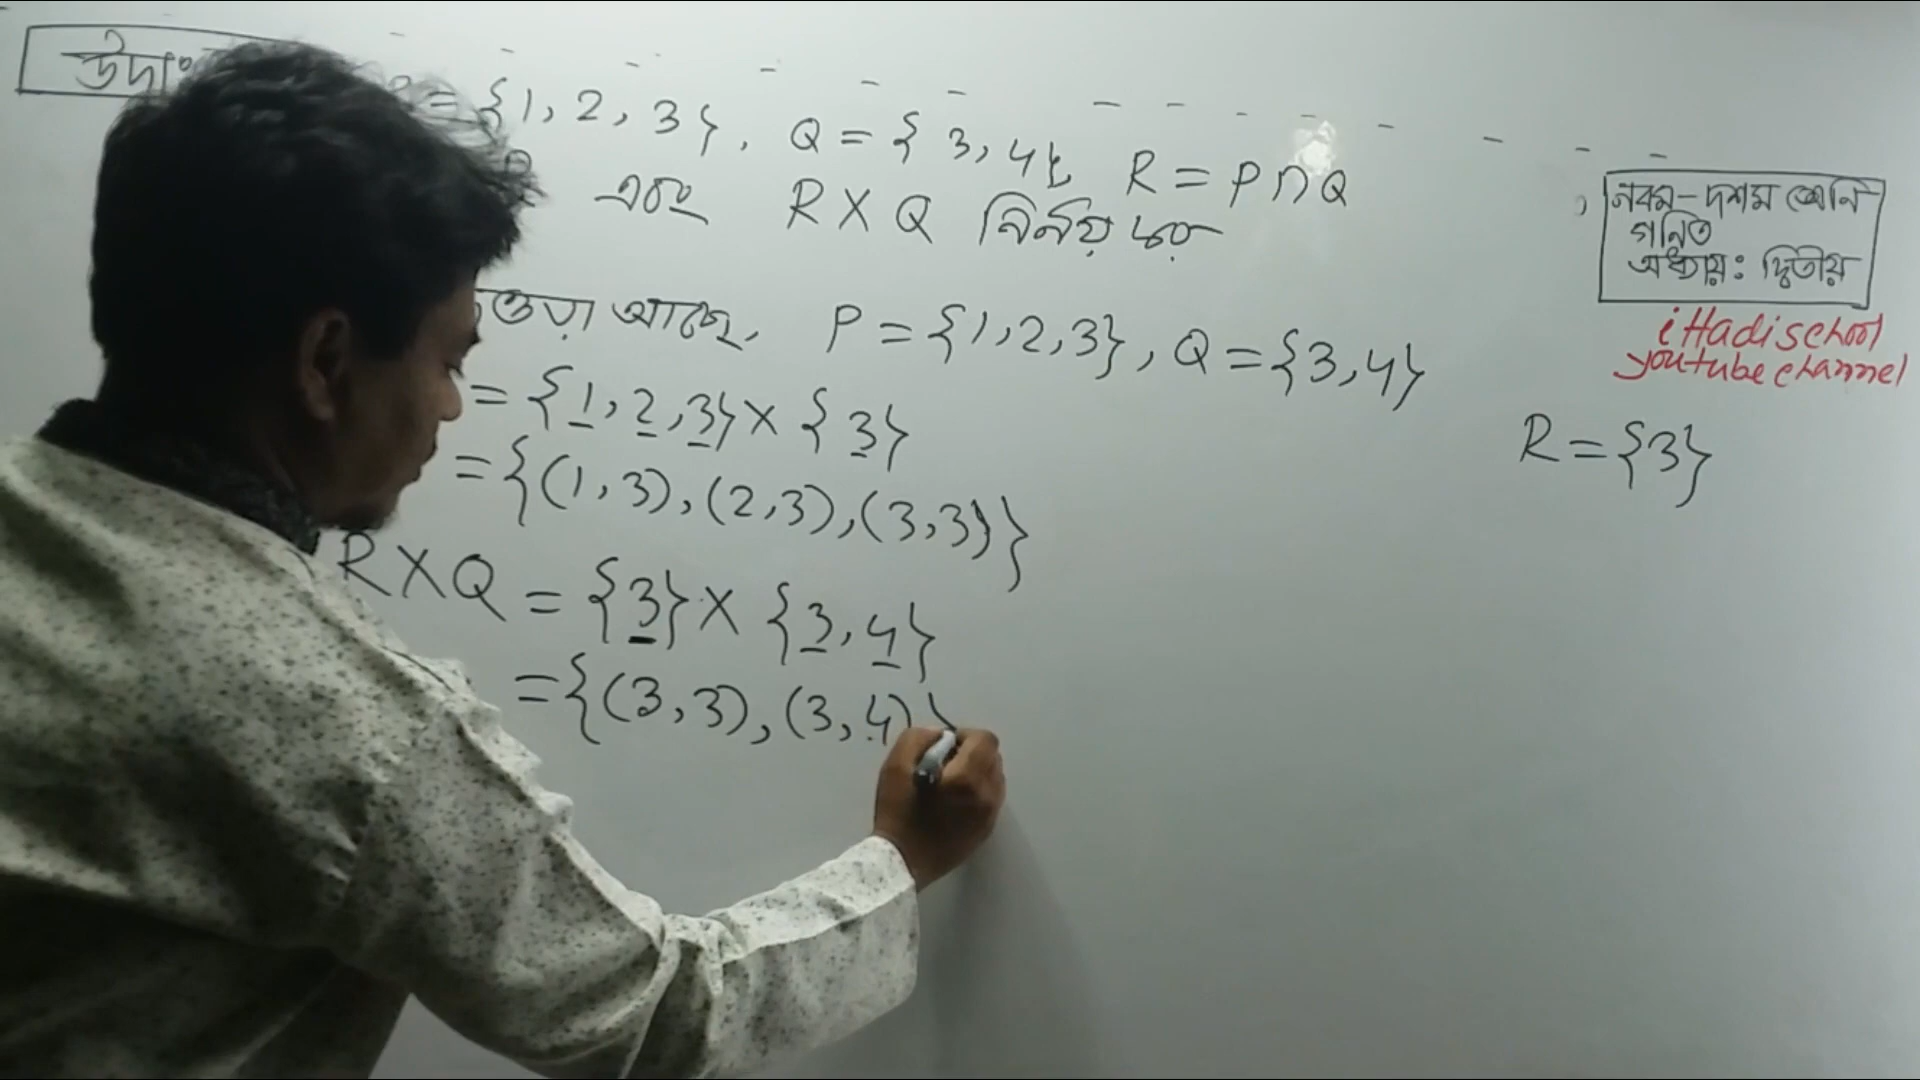 উদাঃ = {1, 2, 3}, Q = { 3, 4}, R = P∩Q
এবং R X Q নির্ণয় কর
নবম-দশম শ্রেনি
গনিত
অধ্যায়ঃ দ্বিতীয়
iHadischool
youtube channel
আছে, P = {1, 2, 3}, Q = {3, 4}
= {1, 2, 3} X {3}
R = {3}
= {(1, 3), (2, 3), (3, 3)}
R X Q = {3} X {3, 4}
= {(3, 3), (3, 4)}